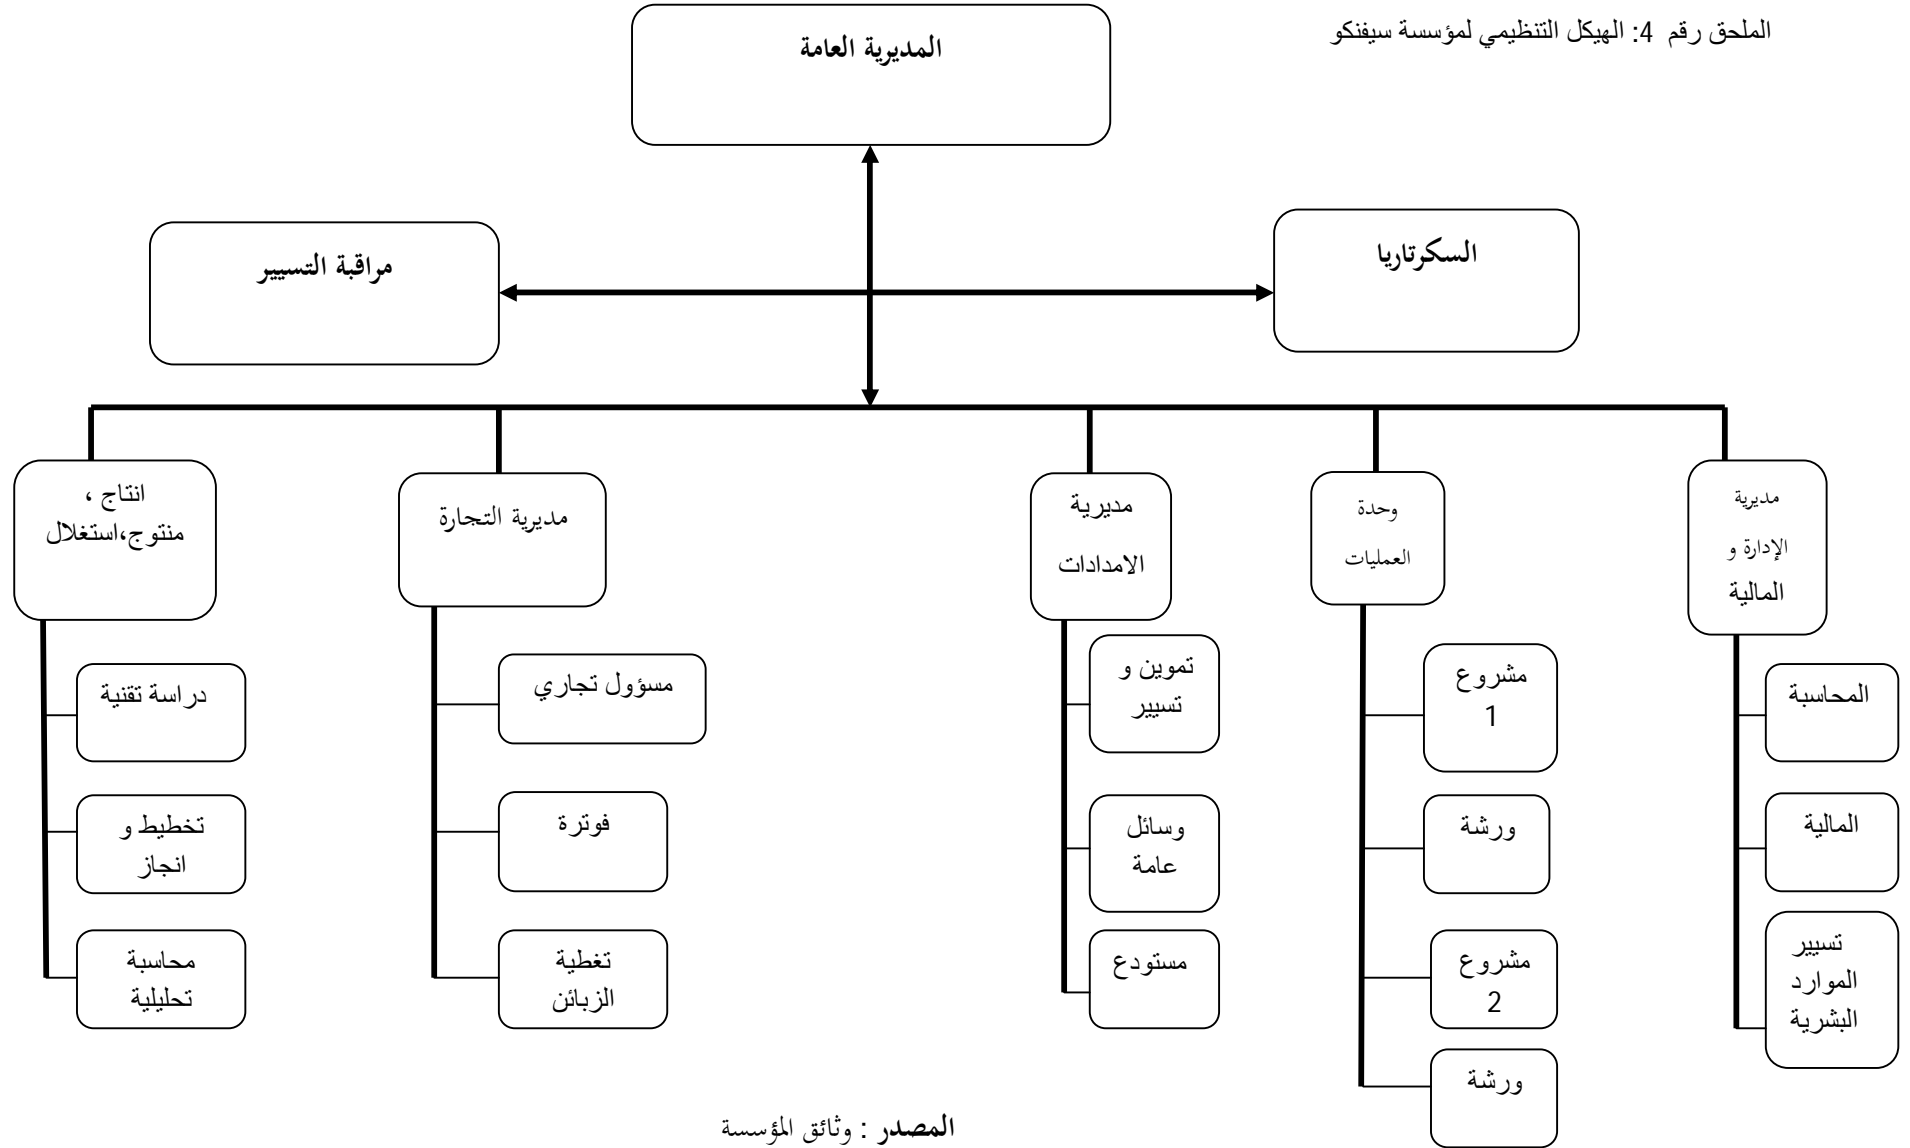 الملحق رقم 4: الهيكل التنظيمي لمؤسسة سيفنكو
المديرية العامة
السكرتاريا
مراقبة التسيير
مديرية
الإدارة و
المالية
المحاسبة
المالية
تسيير
الموارد
البشرية
وحدة
العمليات
مشروع
1
ورشة
مشروع
2
ورشة
مديرية
الامدادات
تموين و
تسيير
وسائل
عامة
مستودع
مديرية التجارة
مسؤول تجاري
فوترة
تغطية
الزبائن
انتاج ،
منتوج،استغلال
دراسة تقنية
تخطيط و
انجاز
محاسبة
تحليلية
المصدر : وثائق المؤسسة